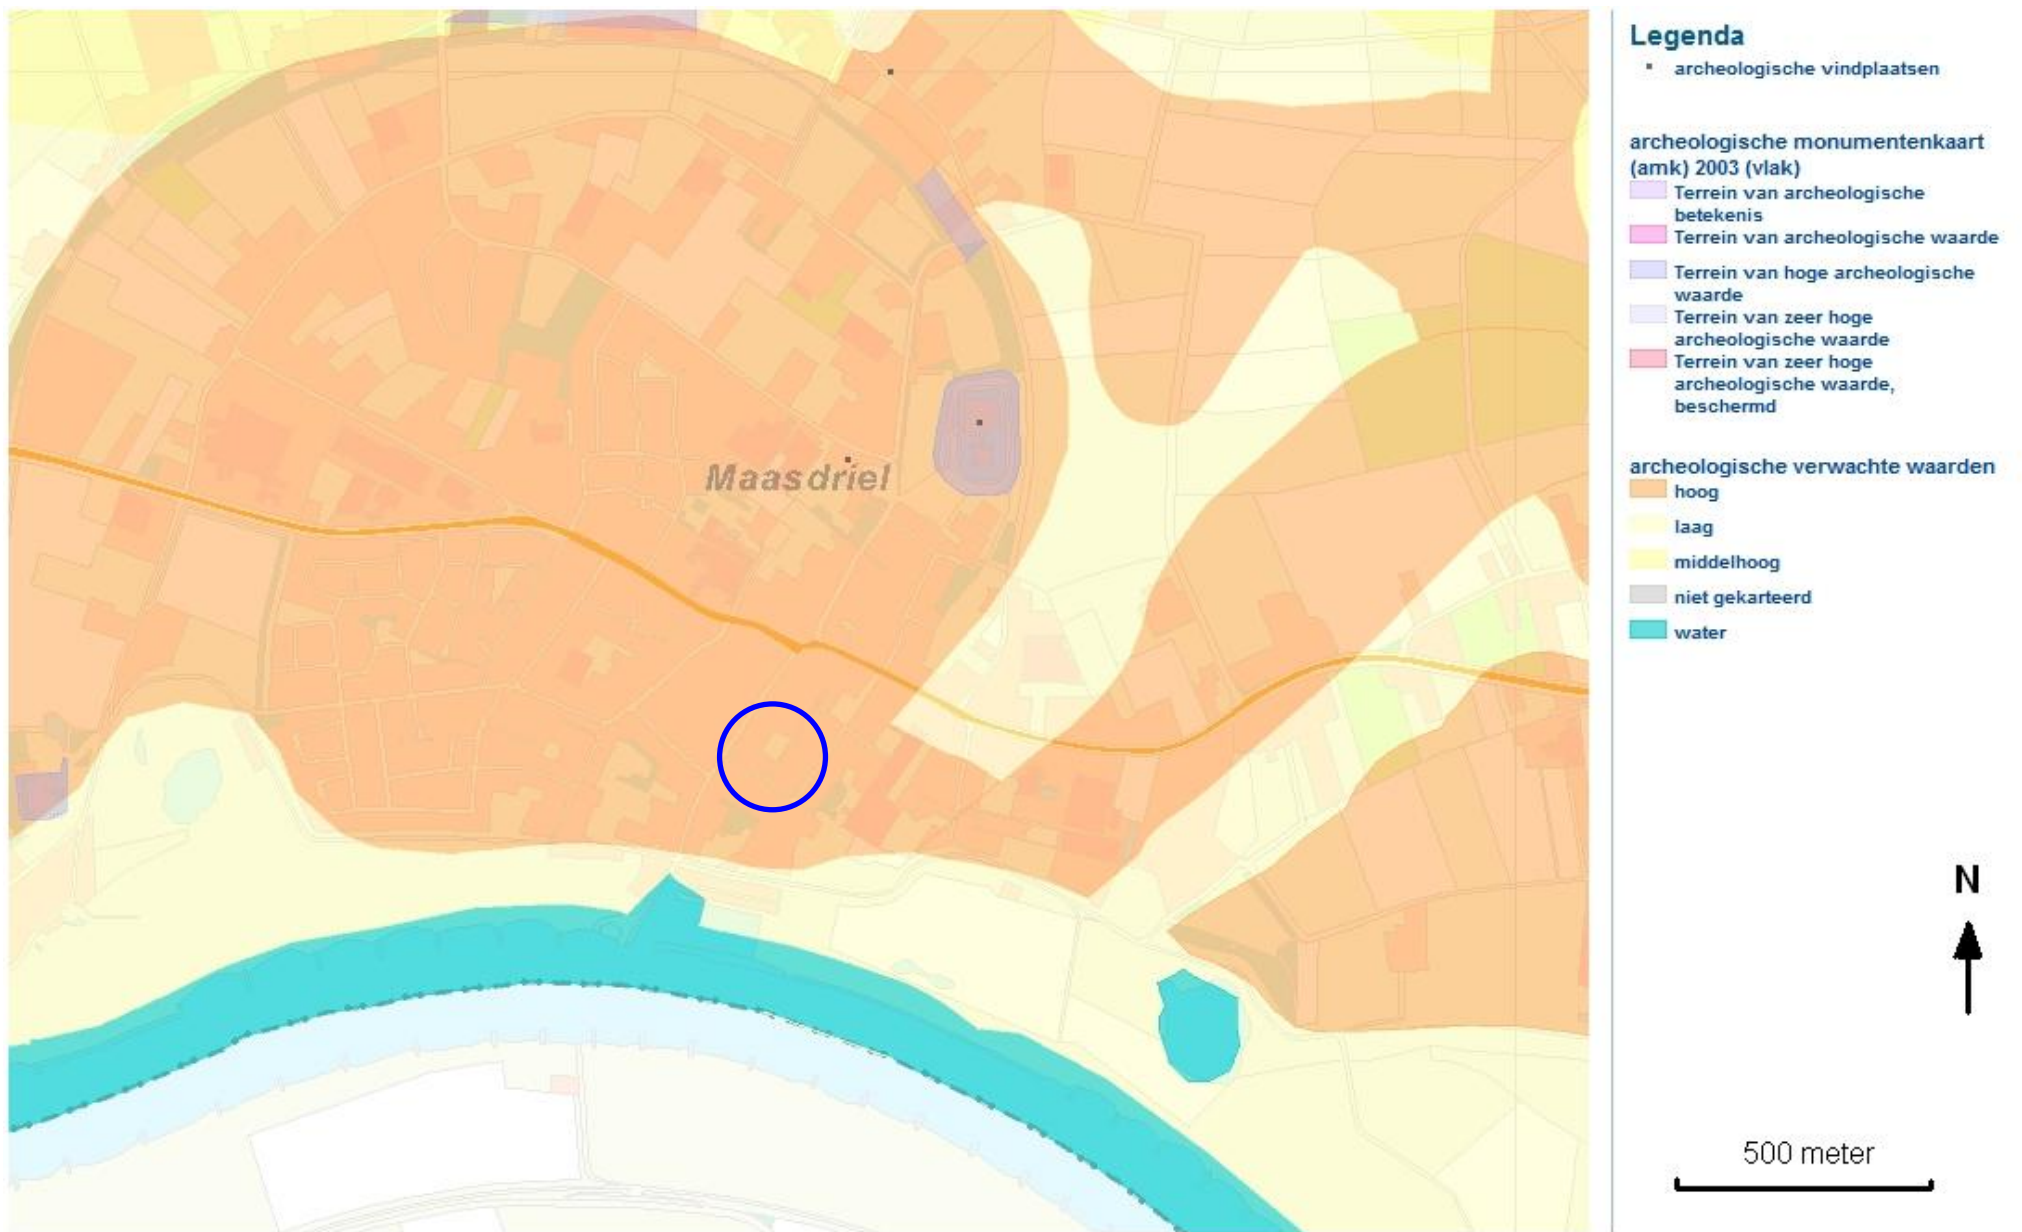 Legenda
archeologische vindplaatsen
archeologische monumentenkaart
(amk) 2003 (vlak)
Terrein van archeologische
betekenis
Terrein van archeologische waarde
Terrein van hoge archeologische
waarde
Terrein van zeer hoge
archeologische waarde
Terrein van zeer hoge
archeologische waarde,
beschermd
archeologische verwachte waarden
hoog
laag
middelhoog
niet gekarteerd
water
Maasdriel
N
500 meter